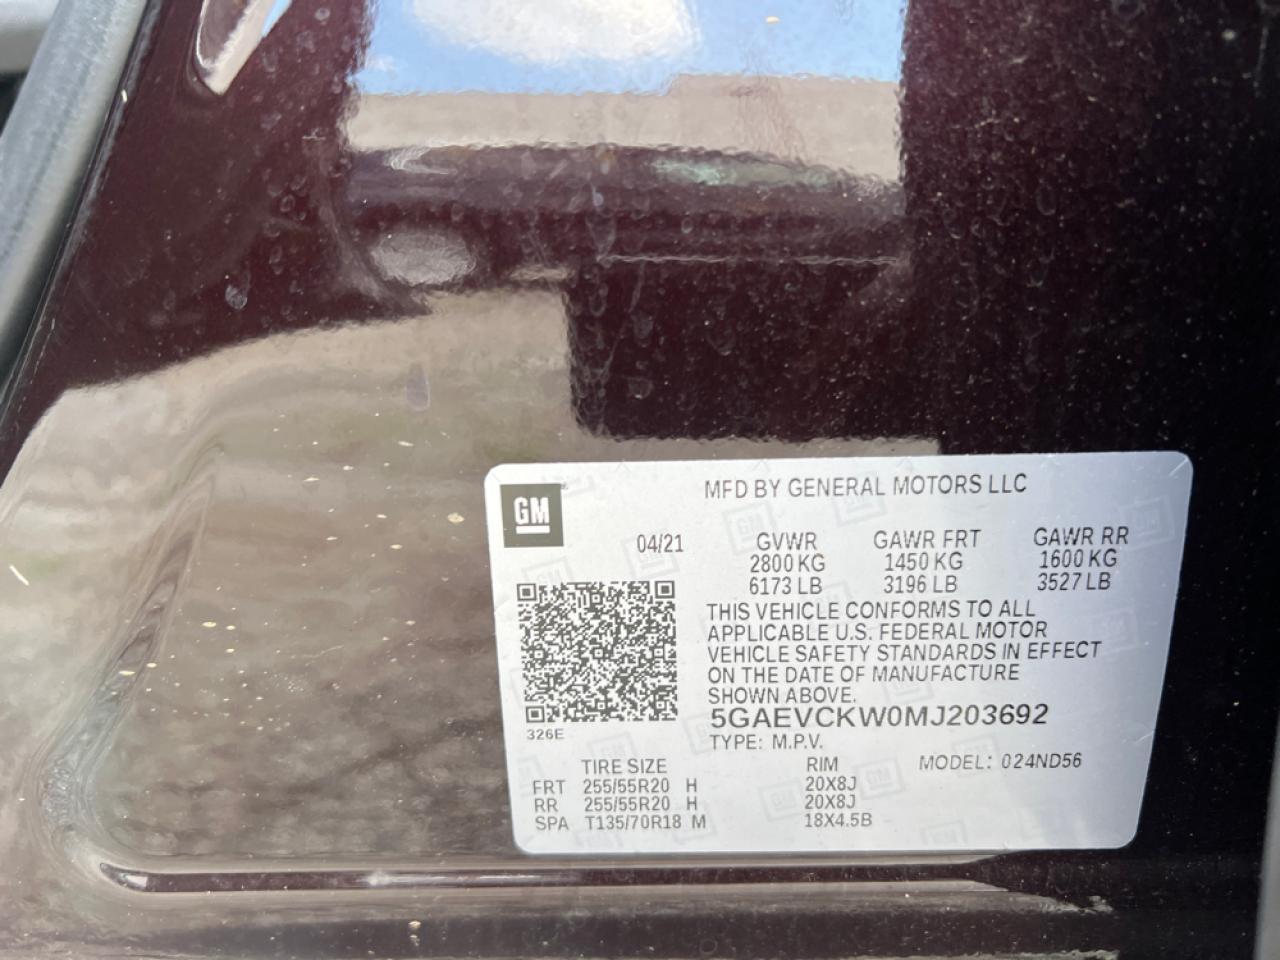 GM
MFD BY GENERAL MOTORS LLC
04/21
GVWR GAWR FRT GAWR RR
2800 KG 1450 KG 1600 KG
6173 LB 3196 LB 3527 LB
THIS VEHICLE CONFORMS TO ALL
APPLICABLE U.S. FEDERAL MOTOR
VEHICLE SAFETY STANDARDS IN EFFECT
ON THE DATE OF MANUFACTURE
SHOWN ABOVE.
5GAEVCKW0MJ203692
326E
TYPE: M.P.V.
MODEL: 024ND56
TIRE SIZE RIM
FRT 255/55R20 H 20X8J
RR 255/55R20 H 20X8J
SPA T135/70R18 M 18X4.5B